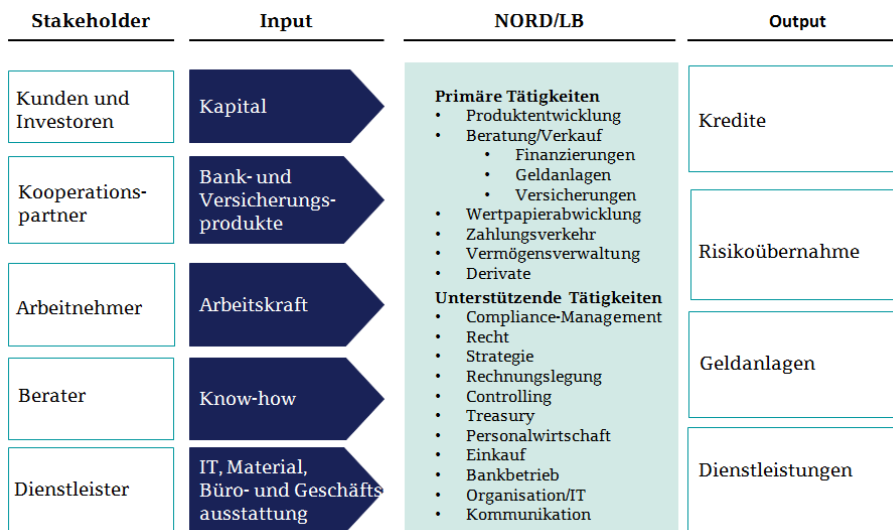 Stakeholder
Input
NORD/LB
Output
Kunden und
Investoren
Kapital
Kooperations-
partner
Bank- und
Versicherungs-
produkte
Arbeitnehmer
Arbeitskraft
Berater
Know-how
Dienstleister
IT, Material,
Büro- und Geschäfts
ausstattung
Primäre Tätigkeiten
• Produktentwicklung
• Beratung/Verkauf
• Finanzierungen
• Geldanlagen
• Versicherungen
• Wertpapierabwicklung
• Zahlungsverkehr
• Vermögensverwaltung
• Derivate
Unterstützende Tätigkeiten
• Compliance-Management
• Recht
• Strategie
• Rechnungslegung
• Controlling
• Treasury
• Personalwirtschaft
• Einkauf
• Bankbetrieb
• Organisation/IT
• Kommunikation
Kredite
Risikoübernahme
Geldanlagen
Dienstleistungen